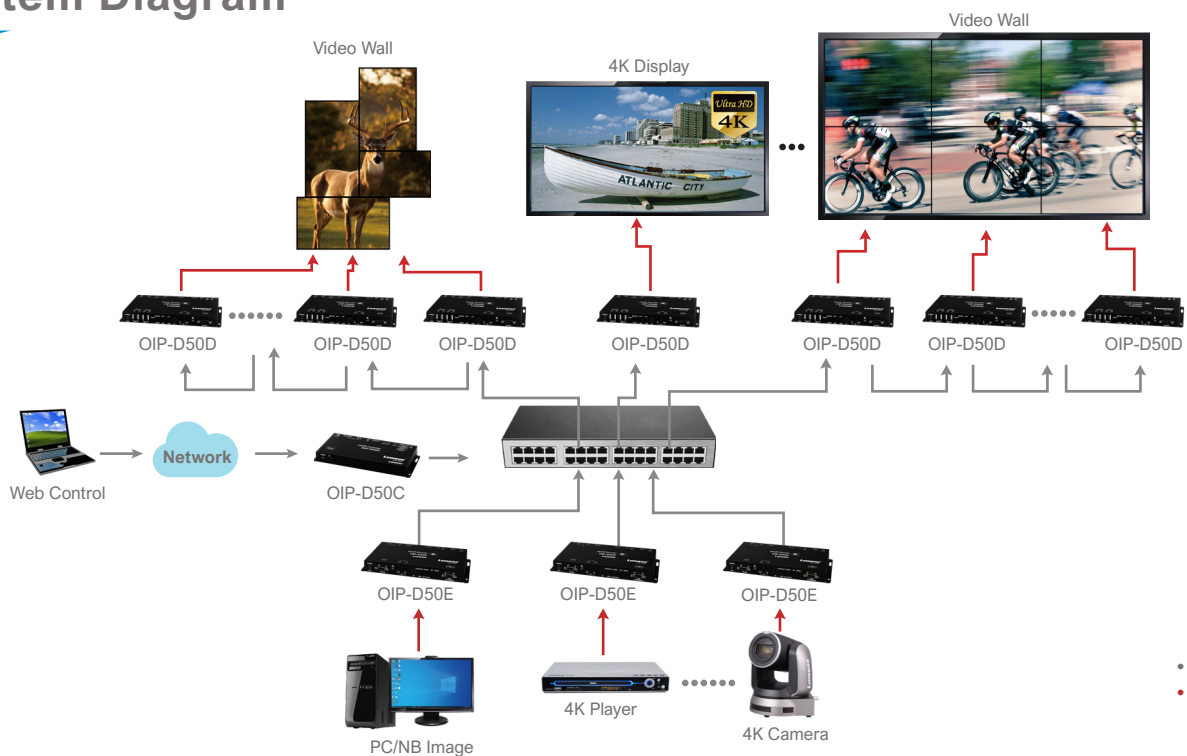 tem Diagram
Video Wall
4K Display
Video Wall
Ultra HD
4K
ATLANTIC CITY
OIP-D50D
OIP-D50D
OIP-D50D
OIP-D50D
OIP-D50D
OIP-D50D
OIP-D50D
Web Control
Network
OIP-D50C
OIP-D50E
OIP-D50E
OIP-D50E
PC/NB Image
4K Player
4K Camera